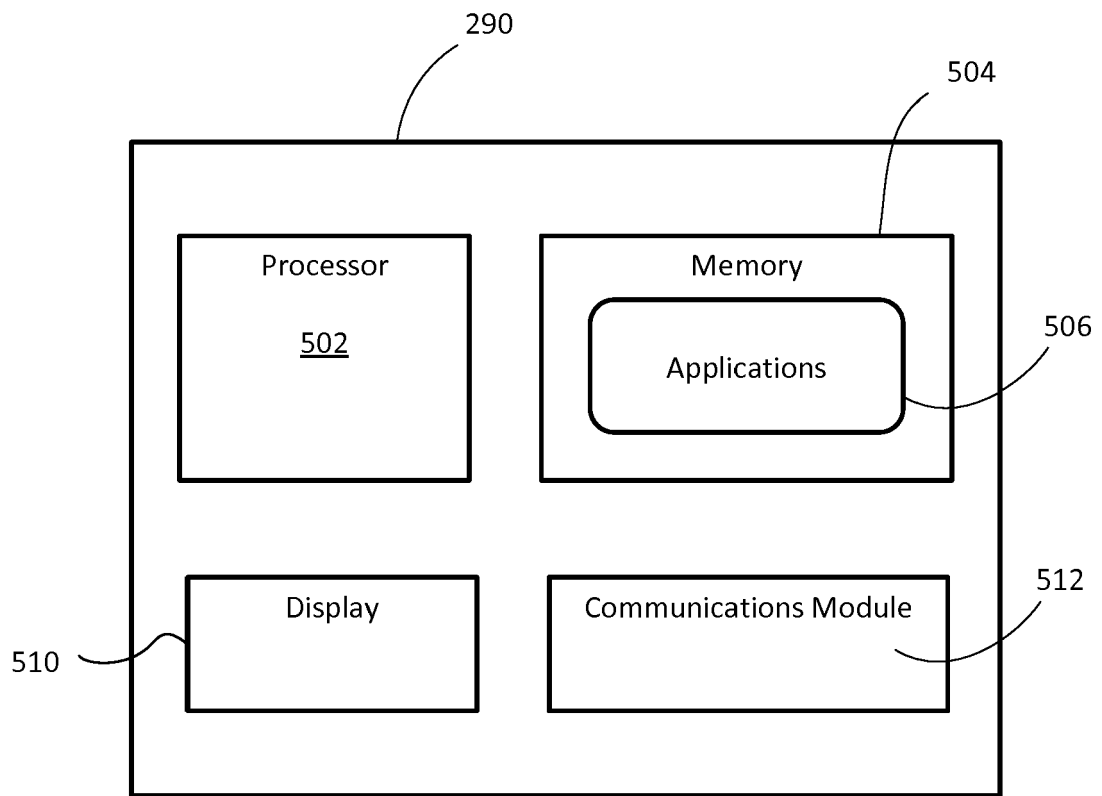 290
504
Processor
502
Memory
Applications
506
Display
510
Communications Module
512